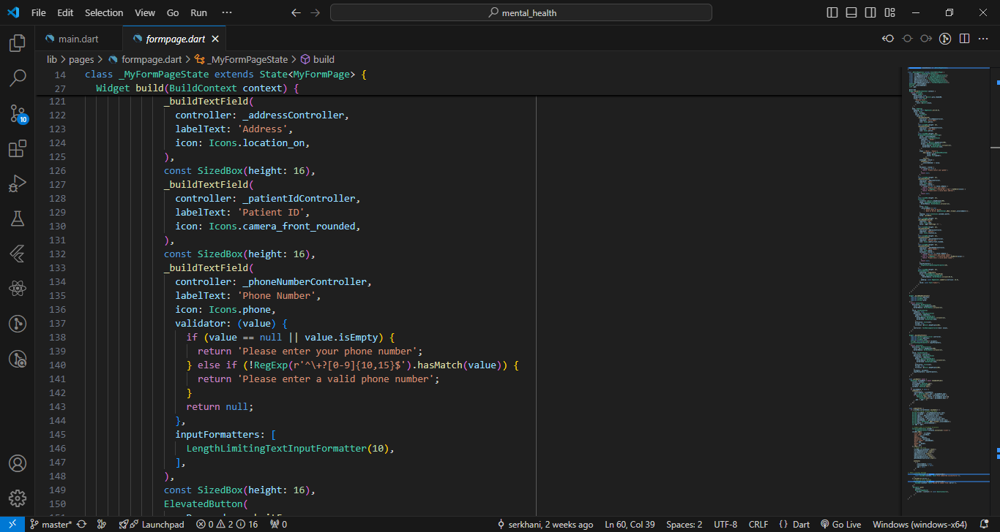 File Edit Selection View Go Run ··· mental_health
main.dart formpage.dart
lib > pages > formpage.dart > _MyFormPageState > build
14 class _MyFormPageState extends State<MyFormPage> {
27 Widget build(BuildContext context) {
121 _buildTextField(
122 controller: _addressController,
123 labelText: 'Address',
124 icon: Icons.location_on,
125 ),
126 const SizedBox(height: 16),
127 _buildTextField(
128 controller: _patientIdController,
129 labelText: 'Patient ID',
130 icon: Icons.camera_front_rounded,
131 ),
132 const SizedBox(height: 16),
133 _buildTextField(
134 controller: _phoneNumberController,
135 labelText: 'Phone Number',
136 icon: Icons.phone,
137 validator: (value) {
138 if (value == null || value.isEmpty) {
139 return 'Please enter your phone number';
140 } else if (!RegExp(r'^\+?[0-9]{10,15}$').hasMatch(value)) {
141 return 'Please enter a valid phone number';
142 }
143 return null;
144 },
145 inputFormatters: [
146 LengthLimitingTextInputFormatter(10),
147 ],
148 ),
149 const SizedBox(height: 16),
150 ElevatedButton(
10
master* Launchpad 0 2 16 0 serkhani, 2 weeks ago Ln 60, Col 39 Spaces: 2 UTF-8 CRLF {} Dart Go Live Windows (windows-x64)